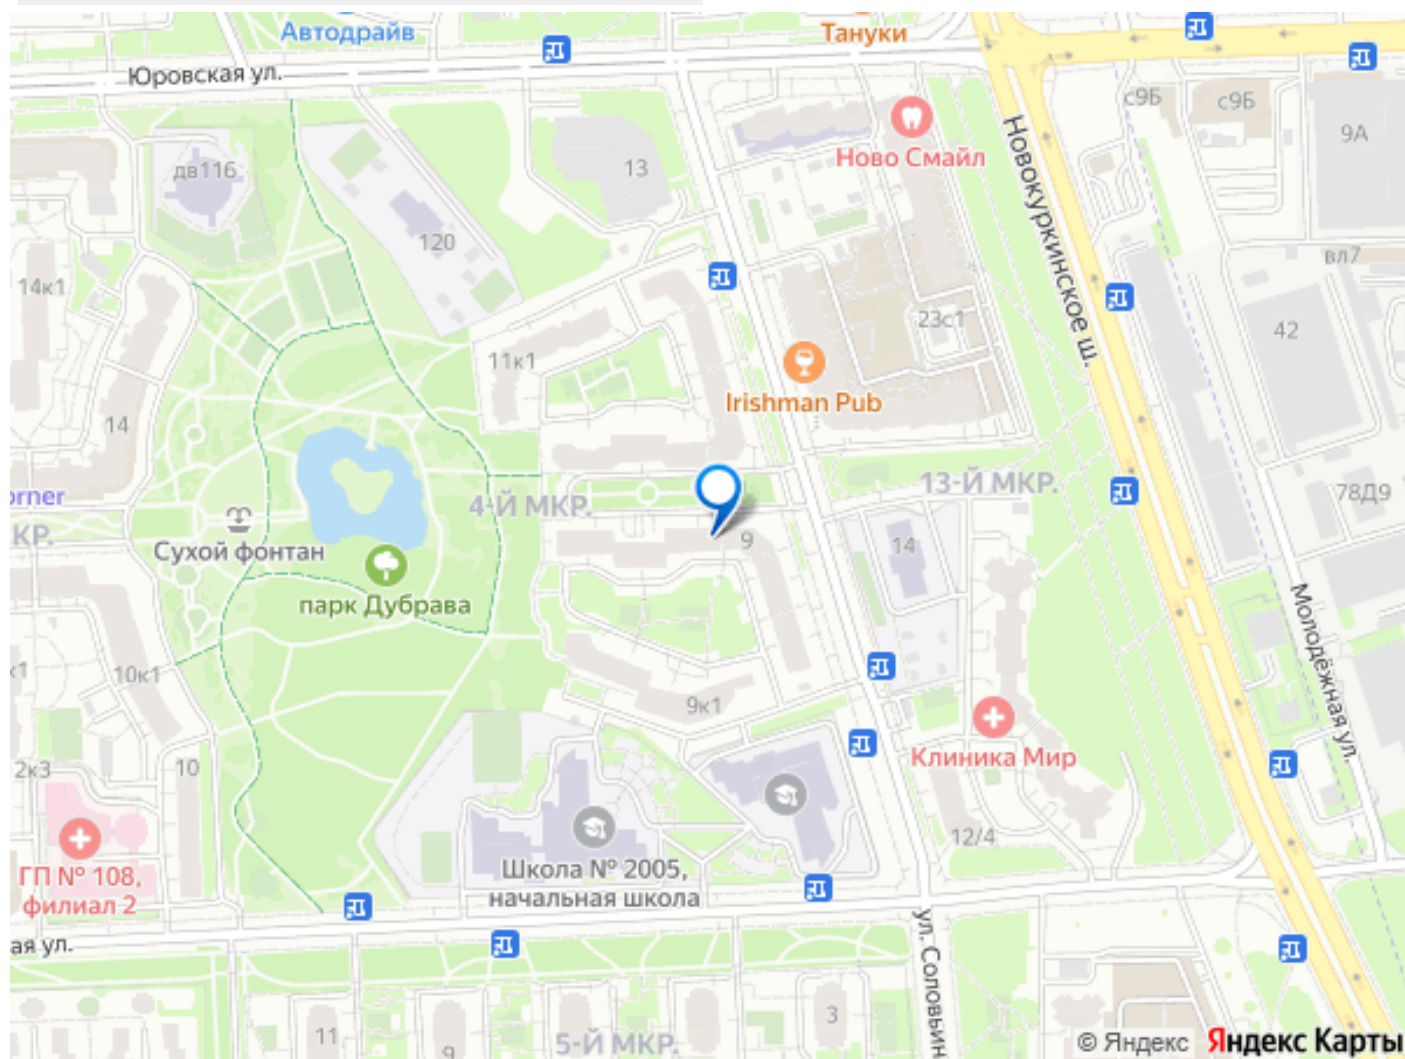 Автодрайв
Тануки
Юровская ул.
с9Б
с9Б
9А
Ново Смайл
Новокуркинское ш.
дв116
13
120
вл7
14к1
23с1
42
11к1
Irishman Pub
14
orner
4-Й МКР.
13-Й МКР.
78Д9
КР.
Сухой фонтан
9
14
парк Дубрава
Молодёжная ул.
к1
10к1
9к1
Клиника Мир
2к3
10
12/4
ГП № 108,
филиал 2
Школа № 2005,
начальная школа
ая ул.
ул. Соловьин
11
9
5-Й МКР.
3
© Яндекс Яндекс Карты